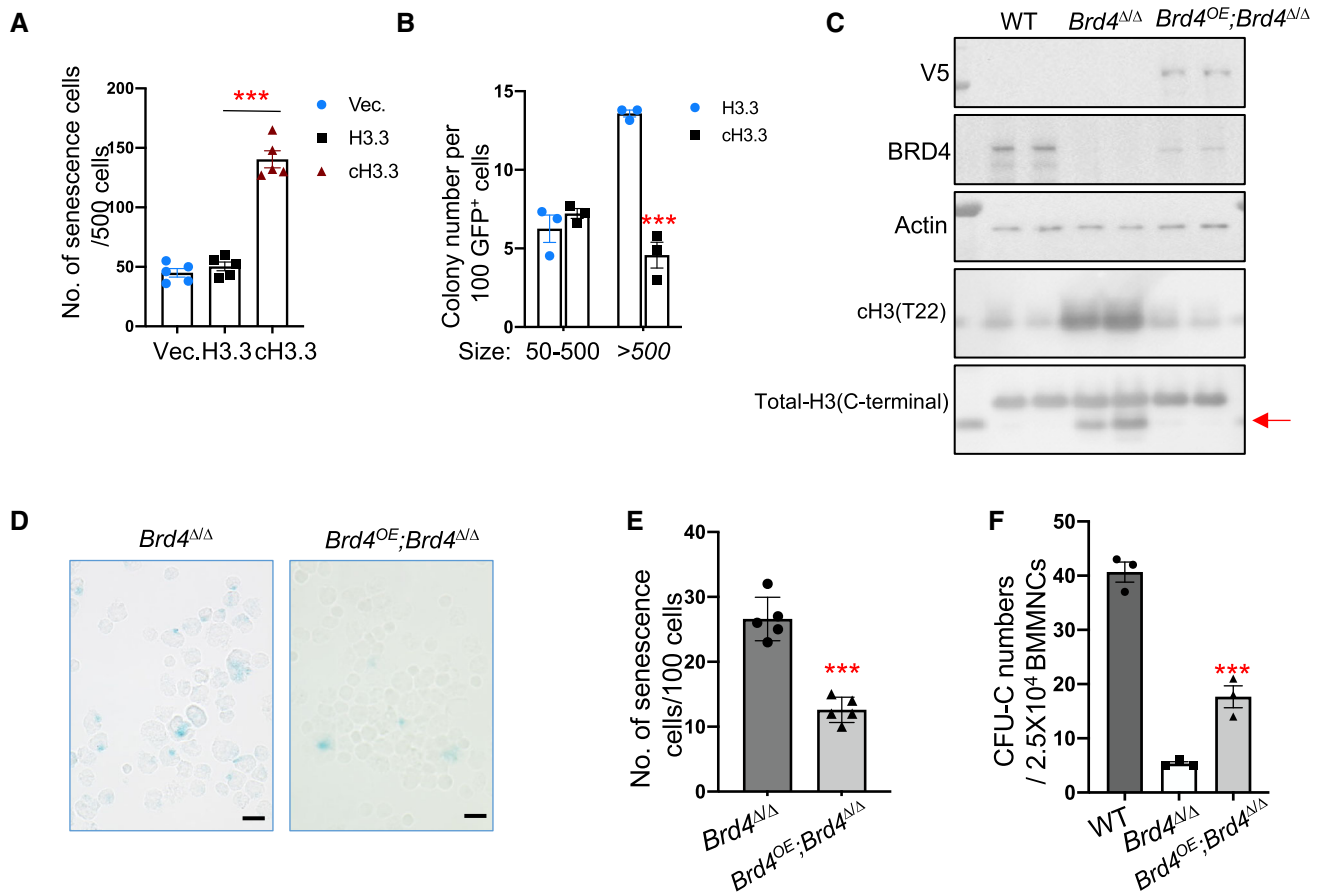 A
No. of senescence cells
/500 cells
200
150
100
50
0
***
Vec.
H3.3
cH3.3
Vec. H3.3 cH3.3
B
Colony number per
100 GFP⁺ cells
15
10
5
0
***
H3.3
cH3.3
Size: 50-500 >500
C
WT Brd4Δ/Δ Brd4OE;Brd4Δ/Δ
V5
BRD4
Actin
cH3(T22)
Total-H3(C-terminal)
D
Brd4Δ/Δ Brd4OE;Brd4Δ/Δ
E
No. of senescence
cells/100 cells
40
30
20
10
0
***
Brd4Δ/Δ
Brd4OE;Brd4Δ/Δ
F
CFU-C numbers
/ 2.5X10⁴ BMMNCs
50
40
30
20
10
0
***
WT
Brd4Δ/Δ
Brd4OE;Brd4Δ/Δ